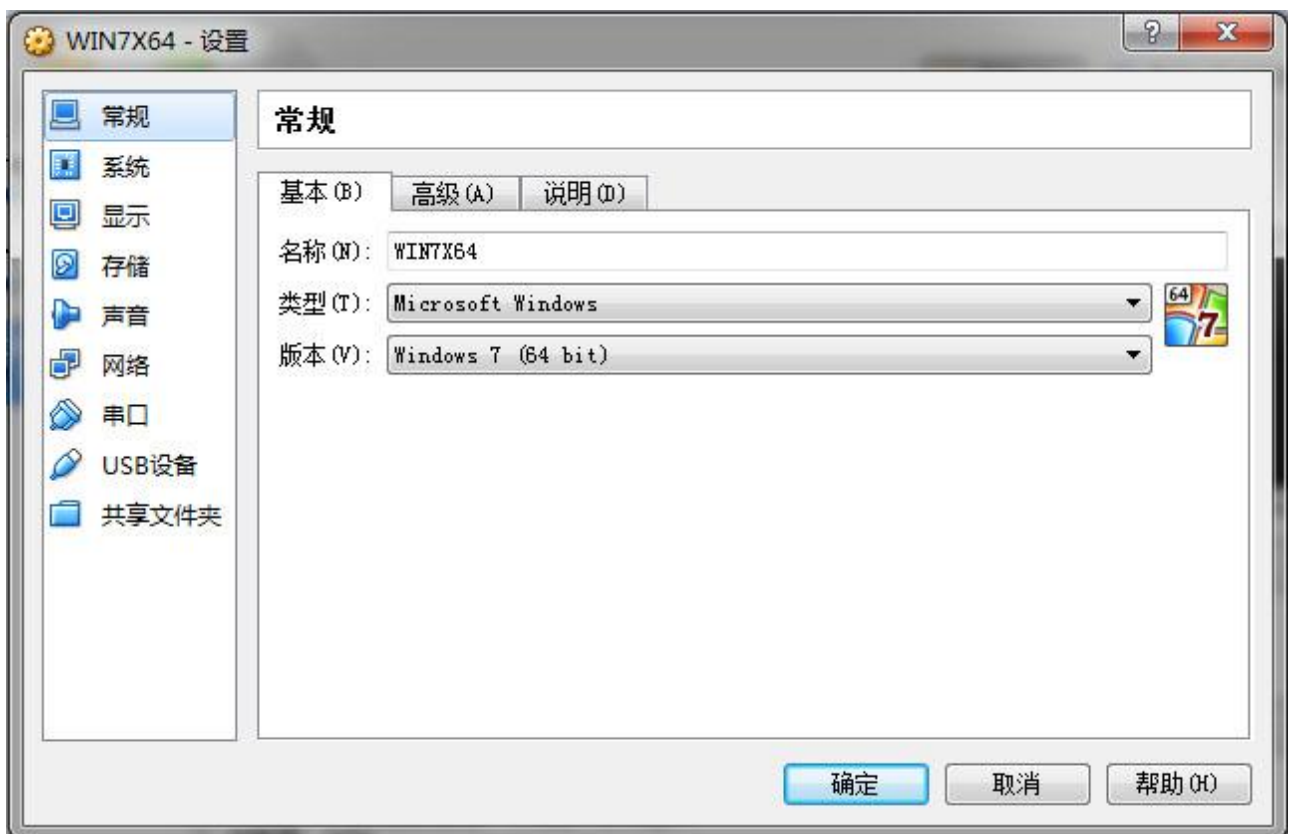 WIN7X64 - 设置
常规
系统
显示
存储
声音
网络
串口
USB设备
共享文件夹
常规
基本(B) 高级(A) 说明(D)
名称(N): WIN7X64
类型(T): Microsoft Windows
64 7
版本(V): Windows 7 (64 bit)
确定 取消 帮助(H)